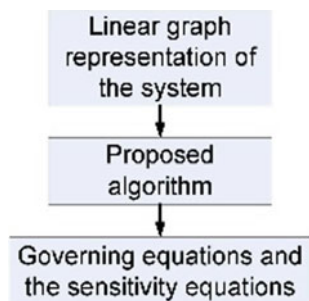 Linear graph
representation of
the system
Proposed
algorithm
Governing equations and
the sensitivity equations